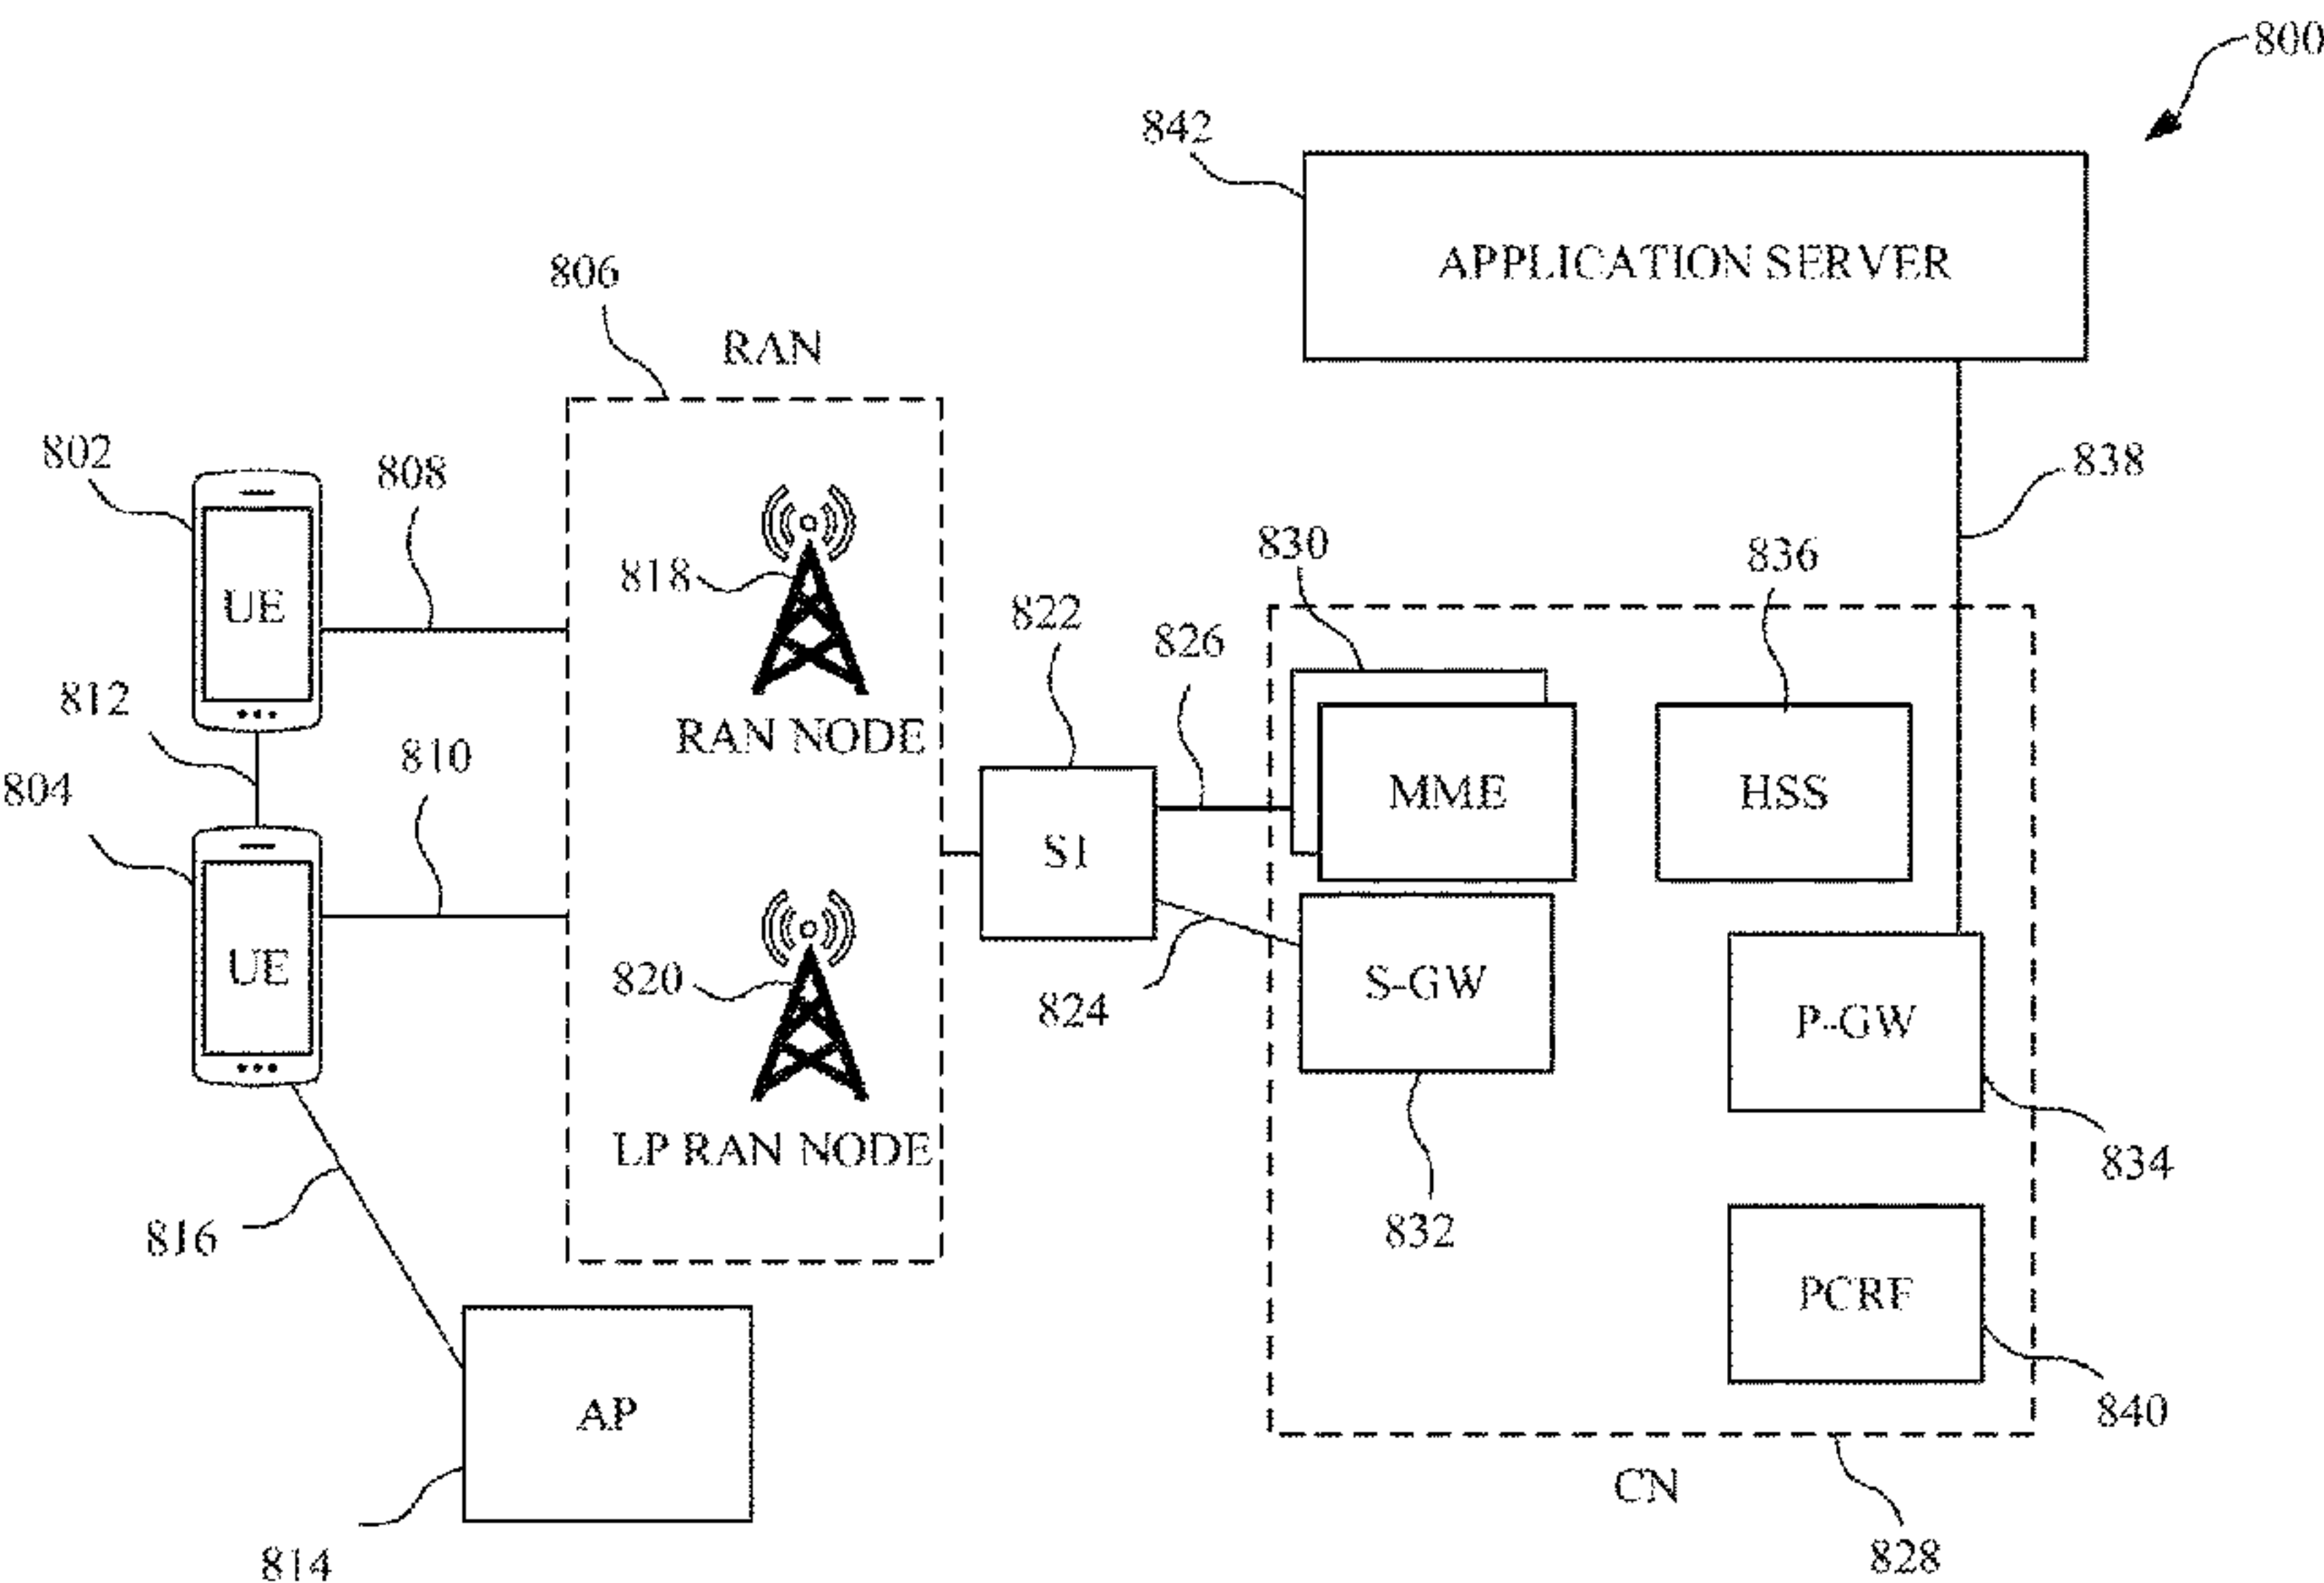 800
842
APPLICATION SERVER
806
RAN
802
808
838
UE
818
830
836
822
826
812
RAN NODE
810
804
MME
HSS
S1
UE
820
S-GW
824
P-GW
LP RAN NODE
834
816
832
PCRF
AP
840
CN
814
828